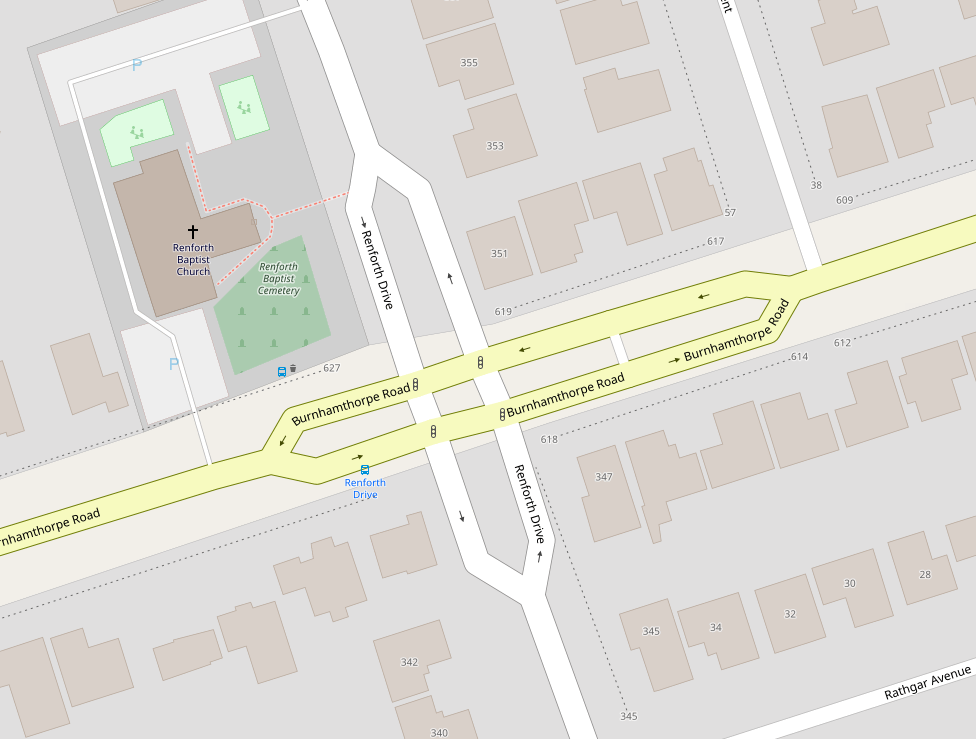 355
P
353
38
609
57
617
Renforth
Baptist
Church
Renforth
Baptist
Cemetery
Renforth Drive
351
619
Burnhamthorpe Road
612
614
627
Burnhamthorpe Road
P
Burnhamthorpe Road
618
347
Renforth
Drive
Renforth Drive
rnhamthorpe Road
28
30
32
34
345
342
Rathgar Avenue
345
340